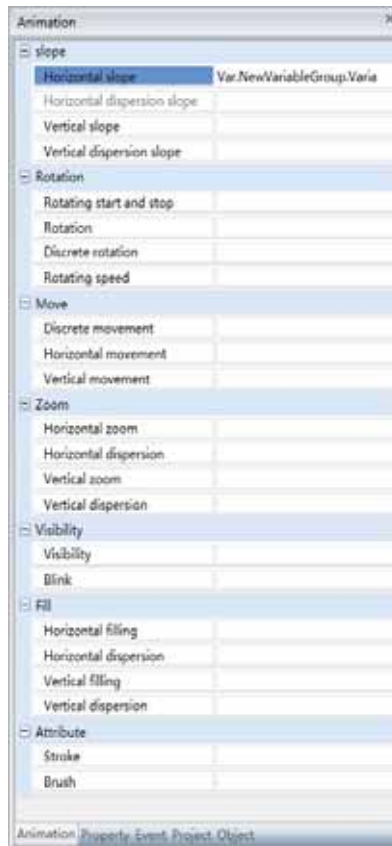 Animation
slope
Horizontal slope Var.NewVariableGroup.Varia
Horizontal dispersion slope
Vertical slope
Vertical dispersion slope
Rotation
Rotating start and stop
Rotation
Discrete rotation
Rotating speed
Move
Discrete movement
Horizontal movement
Vertical movement
Zoom
Horizontal zoom
Horizontal dispersion
Vertical zoom
Vertical dispersion
Visibility
Visibility
Blink
Fill
Horizontal filling
Horizontal dispersion
Vertical filling
Vertical dispersion
Attribute
Stroke
Brush
Animation Property Event Project Object